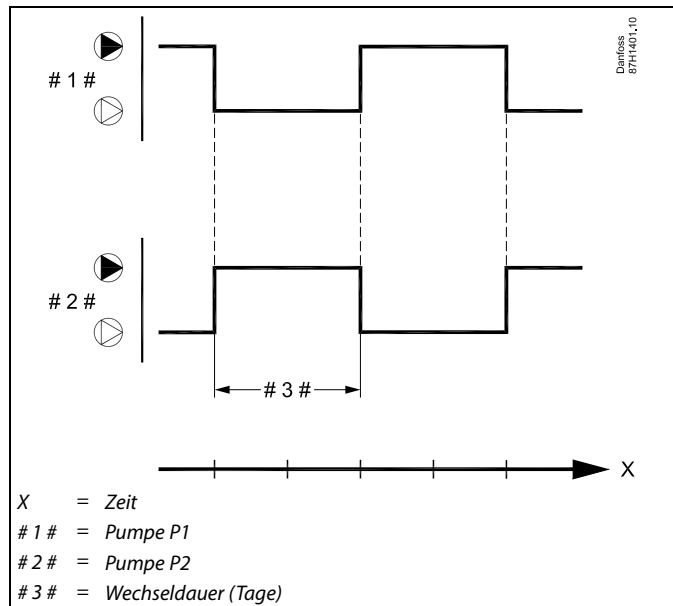 Danfoss
87H1401.10
# 1 #
# 2 #
# 3 #
X
X = Zeit
# 1 # = Pumpe P1
# 2 # = Pumpe P2
# 3 # = Wechseldauer (Tage)